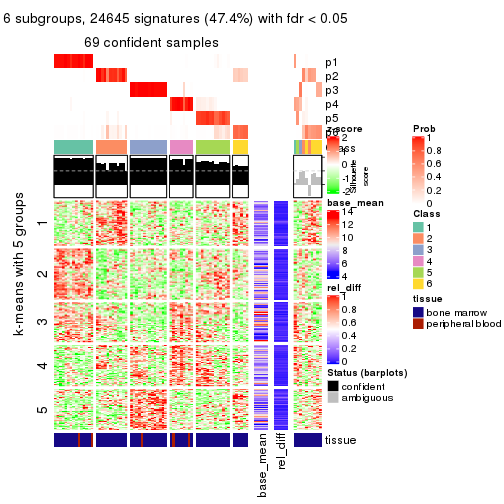 6 subgroups, 24645 signatures (47.4%) with fdr < 0.05
69 confident samples
p1
p2
p3
p4
p5
p6
Class
Silhouette
score
k-means with 5 groups
1
2
3
4
5
tissue
base_mean
rel_diff
z-score
2
1
0
-1
-2
base_mean
14
12
10
8
6
4
rel_diff
1
0.8
0.6
0.4
0.2
0
Status (barplots)
confident
ambiguous
Prob
1
0.8
0.6
0.4
0.2
0
Class
1
2
3
4
5
6
tissue
bone marrow
peripheral blood